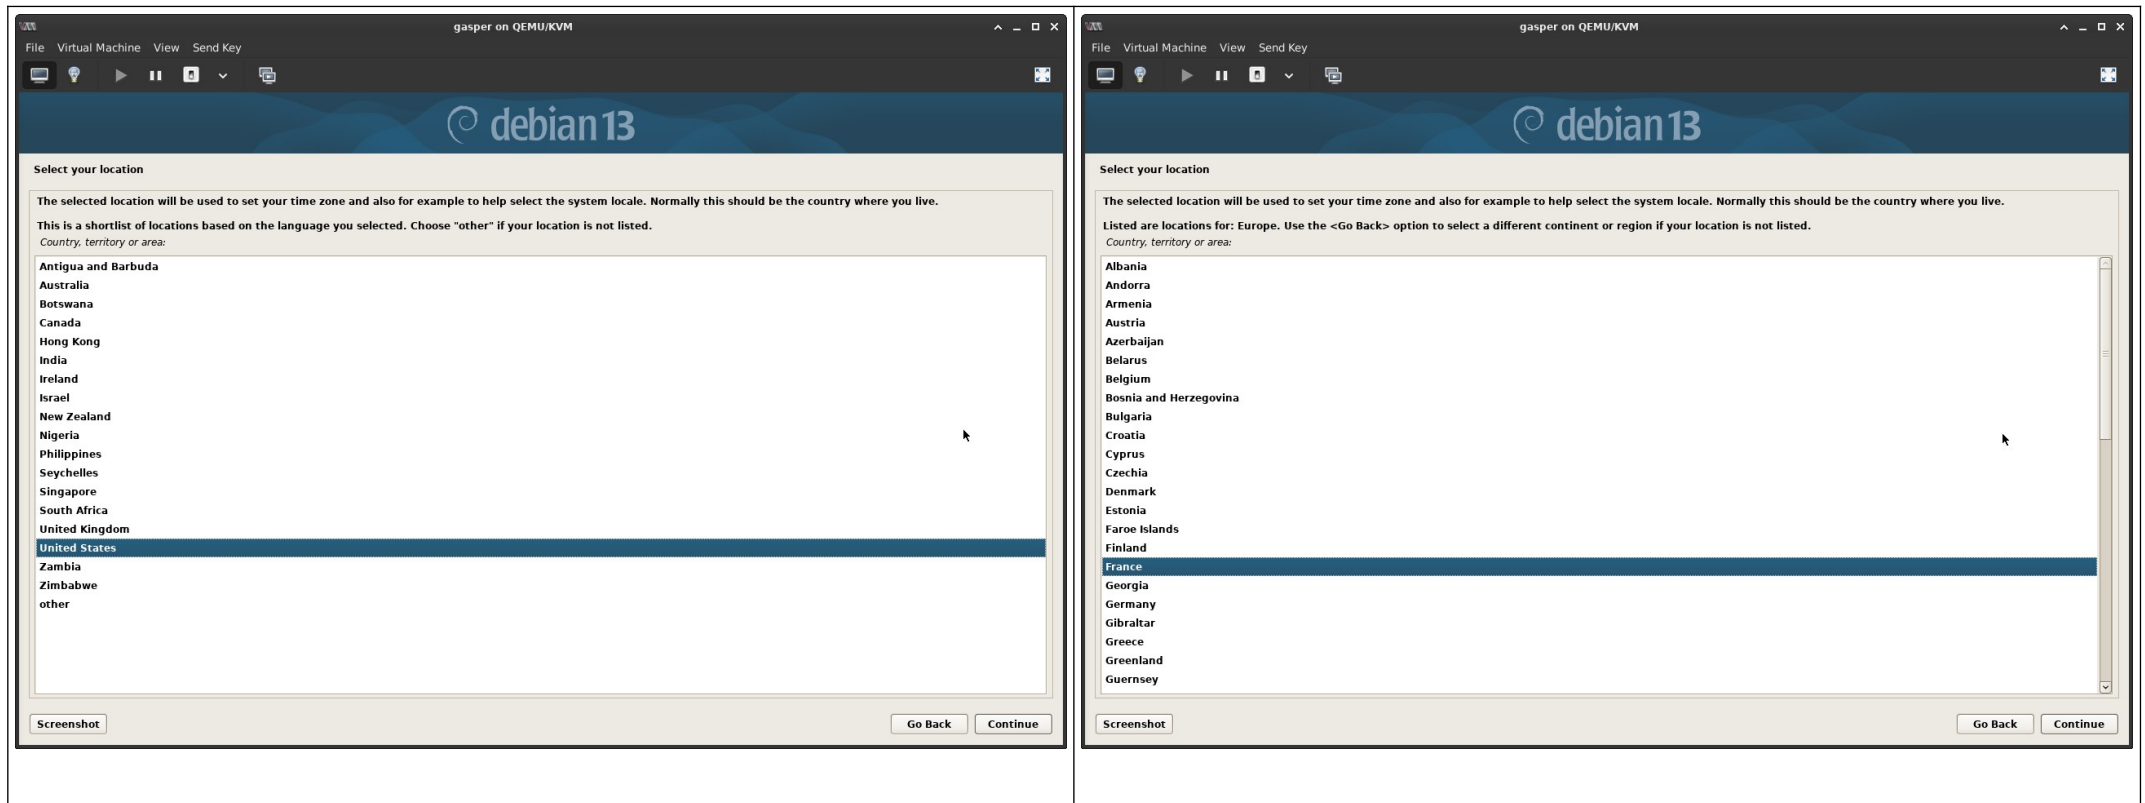 gasper on QEMU/KVM
File Virtual Machine View Send Key
debian 13
Select your location
The selected location will be used to set your time zone and also for example to help select the system locale. Normally this should be the country where you live.
This is a shortlist of locations based on the language you selected. Choose "other" if your location is not listed.
Country, territory or area:
Antigua and Barbuda
Australia
Botswana
Canada
Hong Kong
India
Ireland
Israel
New Zealand
Nigeria
Philippines
Seychelles
Singapore
South Africa
United Kingdom
United States
Zambia
Zimbabwe
other
Screenshot
Go Back
Continue
gasper on QEMU/KVM
File Virtual Machine View Send Key
debian 13
Select your location
The selected location will be used to set your time zone and also for example to help select the system locale. Normally this should be the country where you live.
Listed are locations for: Europe. Use the <Go Back> option to select a different continent or region if your location is not listed.
Country, territory or area:
Albania
Andorra
Armenia
Austria
Azerbaijan
Belarus
Belgium
Bosnia and Herzegovina
Bulgaria
Croatia
Cyprus
Czechia
Denmark
Estonia
Faroe Islands
Finland
France
Georgia
Germany
Gibraltar
Greece
Greenland
Guernsey
Screenshot
Go Back
Continue